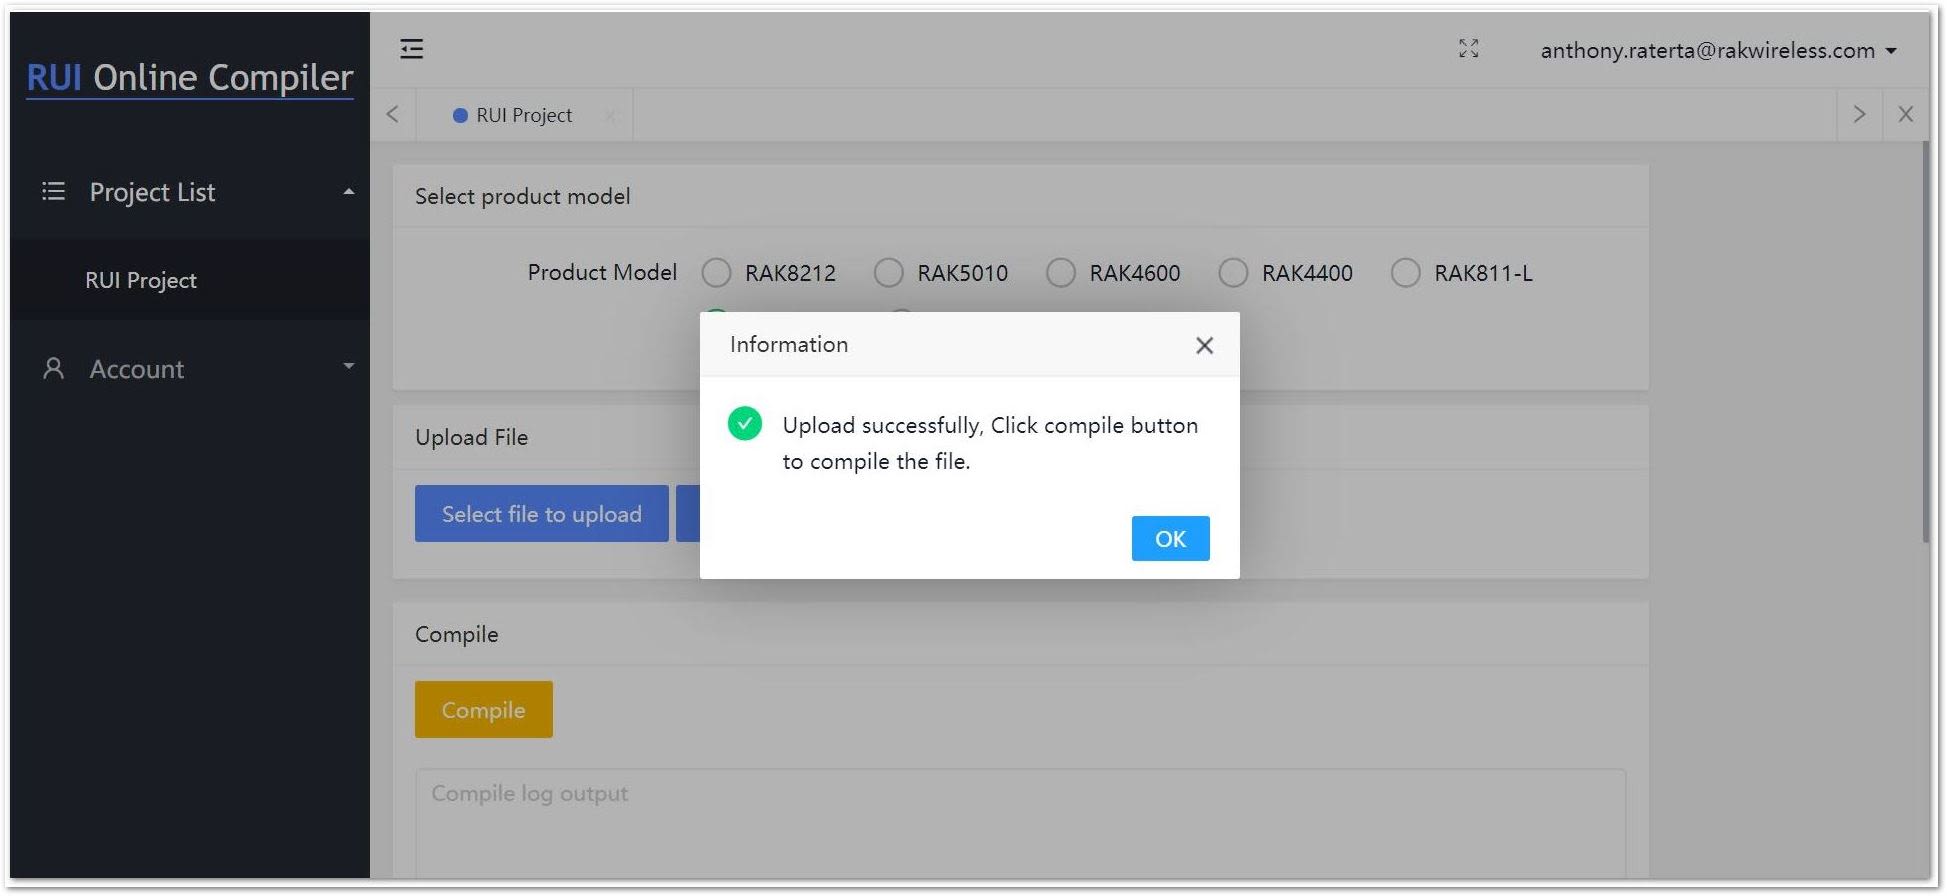 RUI Online Compiler
anthony.raterta@rakwireless.com
RUI Project
Project List
RUI Project
Account
Select product model
Product Model
RAK8212
RAK5010
RAK4600
RAK4400
RAK811-L
Information
Upload successfully, Click compile button
to compile the file.
OK
Upload File
Select file to upload
Compile
Compile
Compile log output